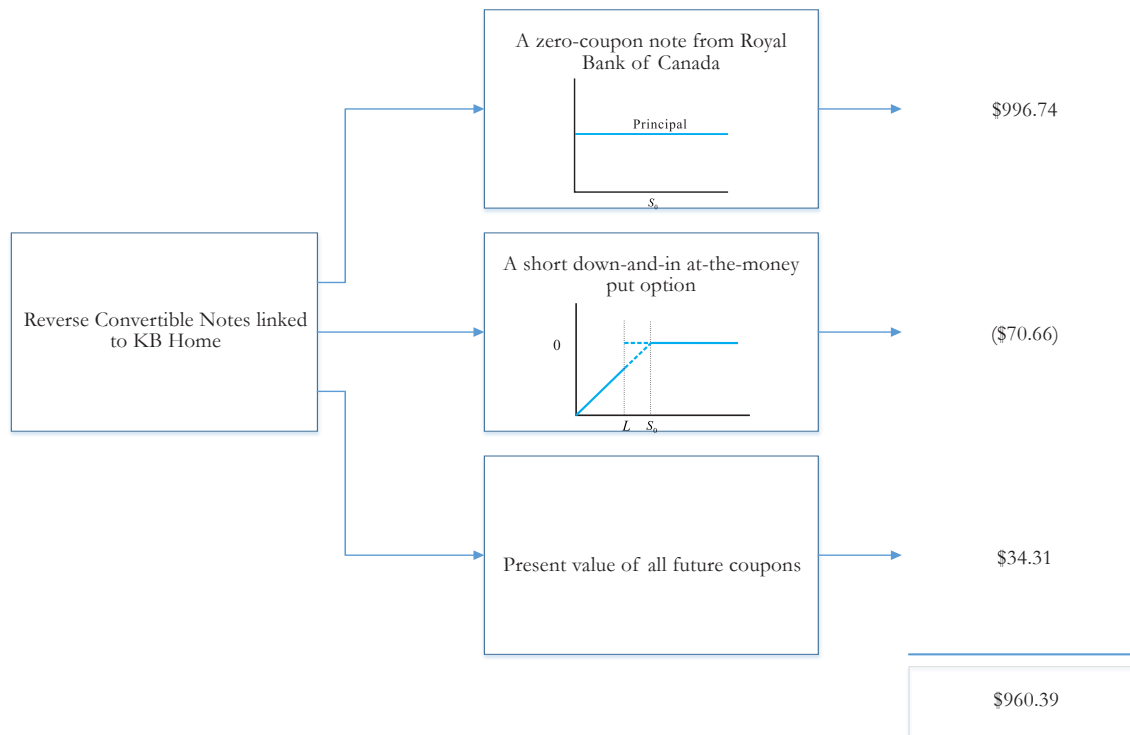 A zero-coupon note from Royal
Bank of Canada
Principal
S₀
$996.74
Reverse Convertible Notes linked
to KB Home
A short down-and-in at-the-money
put option
0
L S₀
($70.66)
Present value of all future coupons
$34.31
$960.39